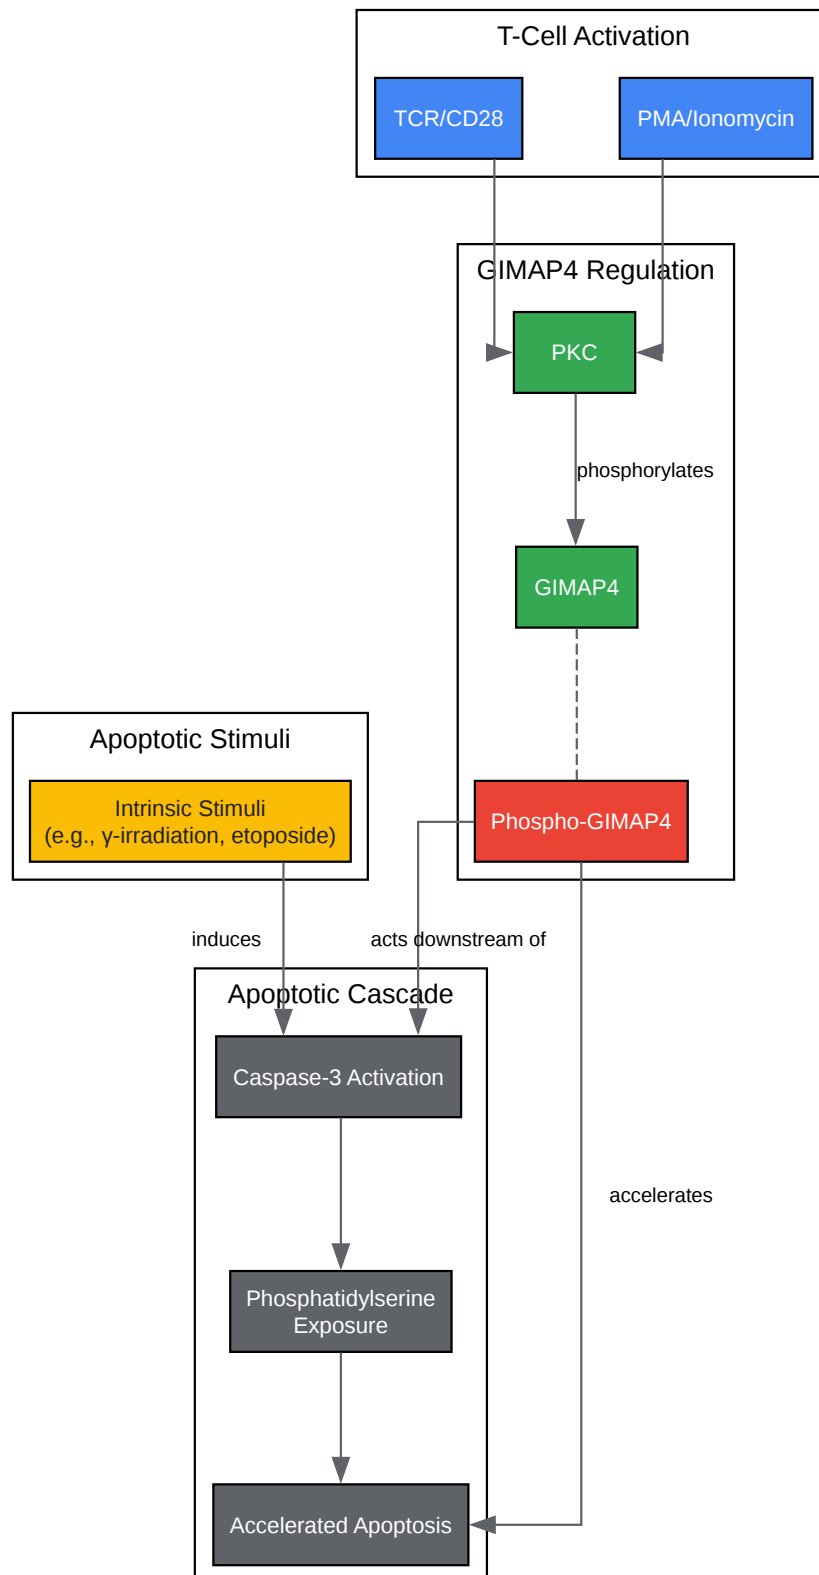 T-Cell Activation
TCR/CD28
PMA/Ionomycin
GIMAP4 Regulation
PKC
phosphorylates
GIMAP4
Apoptotic Stimuli
Intrinsic Stimuli
(e.g., γ-irradiation, etoposide)
Phospho-GIMAP4
induces
acts downstream of
Apoptotic Cascade
Caspase-3 Activation
accelerates
Phosphatidylserine
Exposure
Accelerated Apoptosis